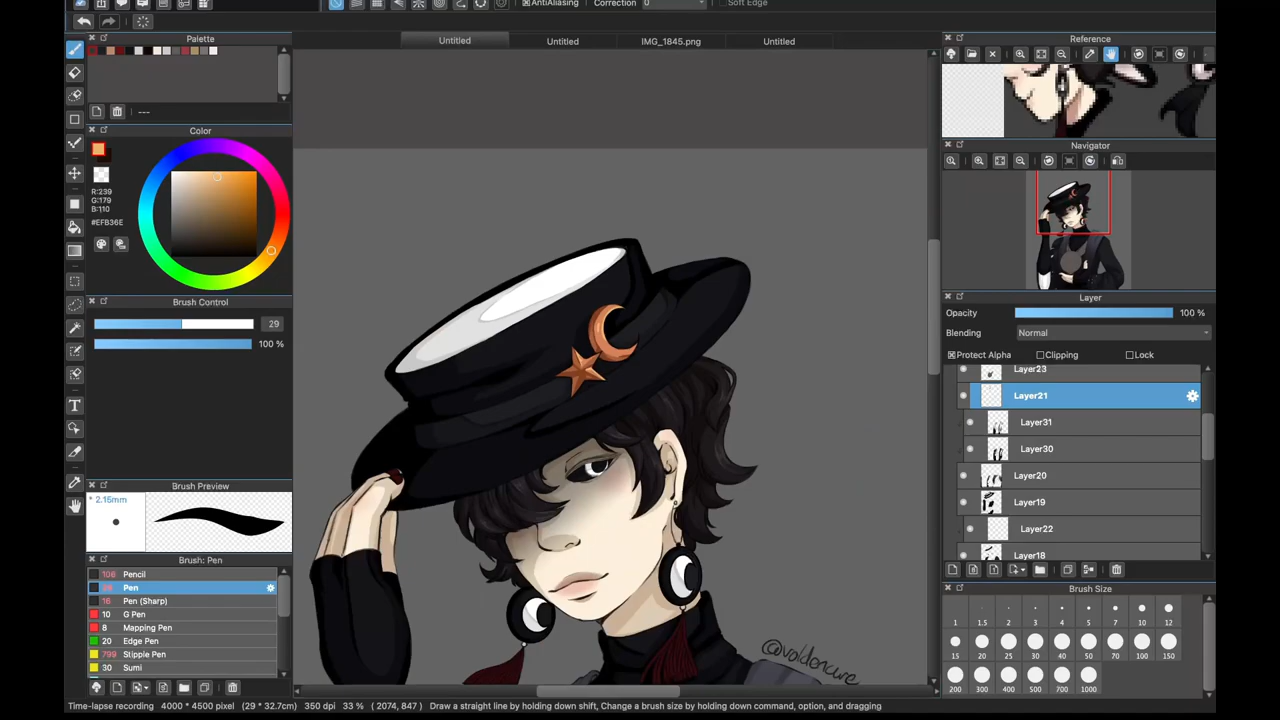 AntiAliasing Correction 0 Soft Edge
Palette
Untitled Untitled IMG_1845.png Untitled
Reference
---
Color
R:239
G:179
B:110
#EFB36E
Navigator
Brush Control
29
100 %
Layer
Opacity 100 %
Blending Normal
Protect Alpha Clipping Lock
Layer23
Layer21
Layer31
Layer30
Layer20
Layer19
Layer22
Layer18
Brush Preview
* 2.15mm
Brush: Pen
106 Pencil
Pen
16 Pen (Sharp)
10 G Pen
8 Mapping Pen
20 Edge Pen
799 Stipple Pen
30 Sumi
@valdencure
Brush Size
1 1.5 2 3 4 5 7 10 12
15 20 25 30 40 50 70 100 150
200 300 400 500 700 1000
Time-lapse recording 4000 * 4500 pixel (29 * 32.7cm) 350 dpi 33 % ( 2074, 847 ) Draw a straight line by holding down shift, Change a brush size by holding down command, option, and dragging